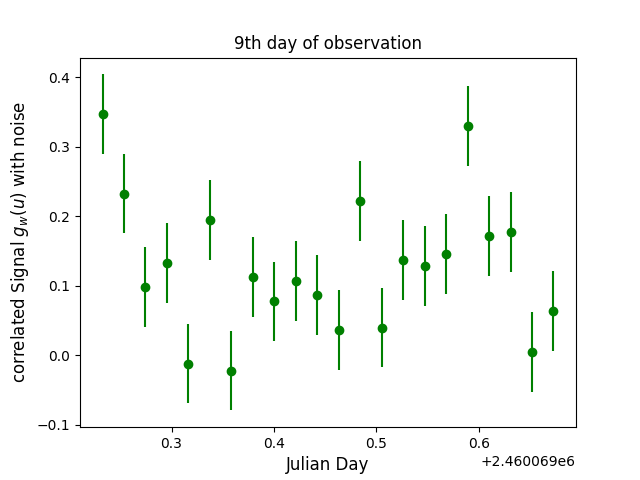 9th day of observation
correlated Signal g_w(u) with noise
0.4
0.3
0.2
0.1
0.0
−0.1
0.3 0.4 0.5 0.6
Julian Day
+2.460069e6